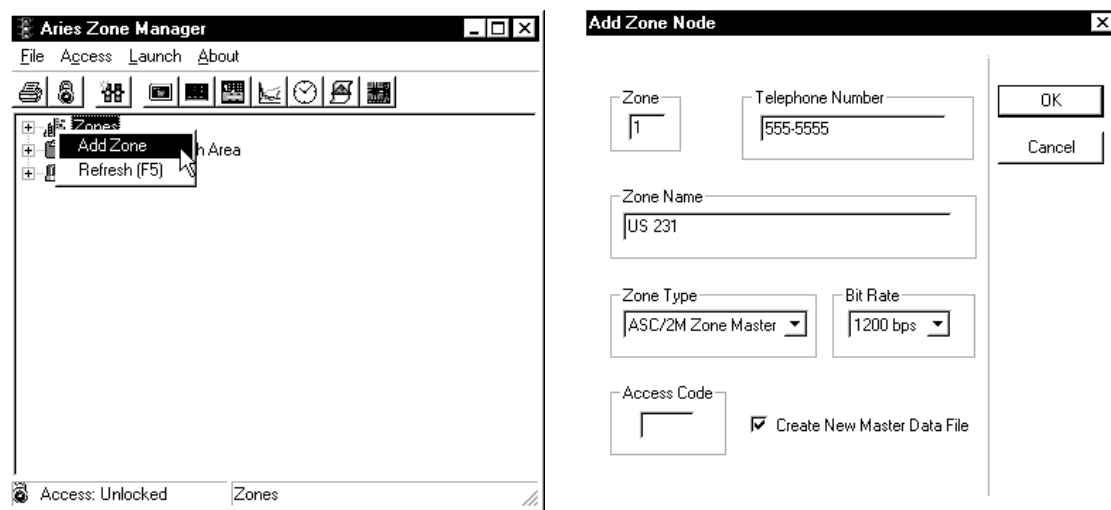 Aries Zone Manager
File Access Launch About
Zones
Add Zone
h Area
Refresh (F5)
Access: Unlocked
Zones
Add Zone Node
Zone
1
Telephone Number
555-5555
OK
Cancel
Zone Name
US 231
Zone Type
ASC/2M Zone Master
Bit Rate
1200 bps
Access Code
Create New Master Data File